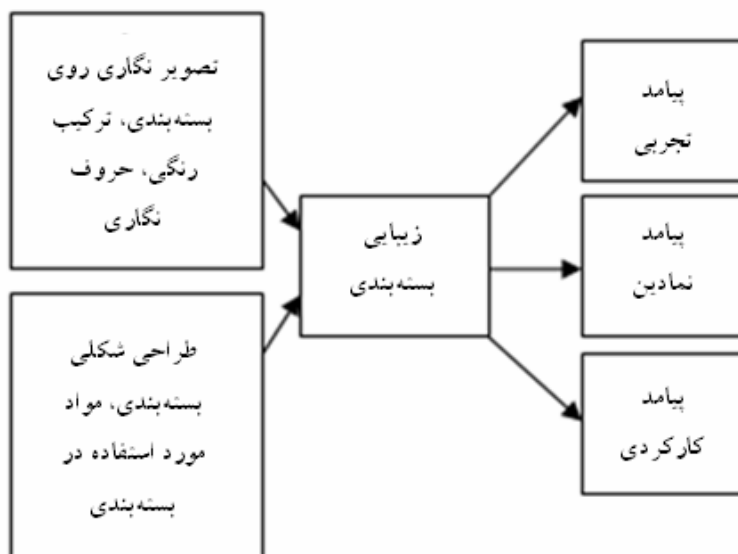 تصویر نگاری روی
بسته‌بندی، ترکیب
رنگی، حروف
نگاری
طراحی شکلی
بسته‌بندی، مواد
مورد استفاده در
بسته‌بندی
زیبایی
بسته‌بندی
پیامد
تجربی
پیامد
نمادین
پیامد
کارکردی